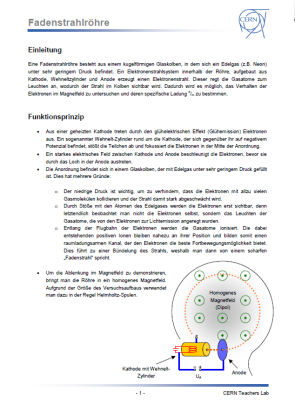 Fadenstrahlröhre
CERN
Einleitung
Eine Fadenstrahlröhre besteht aus einem kugelförmigen Glaskolben, in dem sich ein Edelgas (z.B. Neon)
unter sehr geringem Druck befindet. Ein Elektronenstrahlsystem innerhalb der Röhre, aufgebaut aus
Kathode, Wehneltzylinder und Anode erzeugt einen Elektronenstrahl. Dieser regt die Gasatome zum
Leuchten an, wodurch der Strahl im Kolben sichtbar wird. Dadurch wird es möglich, das Verhalten der
Elektronen im Magnetfeld zu untersuchen und deren spezifische Ladung e/m zu bestimmen.
Funktionsprinzip
• Aus einer geheizten Kathode treten durch den glühelektrischen Effekt (Glühemission) Elektronen
aus. Ein sogenannter Wehnelt-Zylinder rund um die Kathode, der sich gegenüber ihr auf negativem
Potenzial befindet, stößt die Teilchen ab und fokussiert die Elektronen in der Mitte der Anordnung.
• Ein starkes elektrisches Feld zwischen Kathode und Anode beschleunigt die Elektronen, bevor sie
durch das Loch in der Anode austreten.
• Die Anordnung befindet sich in einem Glaskolben, der mit Edelgas unter sehr geringem Druck gefüllt
ist. Dies hat mehrere Gründe:
o Der niedrige Druck ist wichtig, um zu verhindern, dass die Elektronen mit allzu vielen
Gasmolekülen kollidieren und der Strahl damit stark abgeschwächt wird.
o Durch Stöße mit den Atomen des Edelgases werden die Elektronen erst sichtbar, denn
letztendlich beobachtet man nicht die Elektronen selbst, sondern das Leuchten der
Gasatome, die von den Elektronen zur Lichtemission angeregt wurden.
o Entlang der Flugbahn der Elektronen werden die Gasatome ionisiert. Die dabei
entstehenden positiven Ionen bleiben nahezu an ihrer Position und bilden somit einen
raumladungsarmen Kanal, der den Elektronen die beste Fortbewegungsmöglichkeit bietet.
Dies führt zu einer Bündelung des Strahls, weshalb man dann von einem scharfen
„Fadenstrahl“ spricht.
• Um die Ablenkung im Magnetfeld zu demonstrieren,
bringt man die Röhre in ein homogenes Magnetfeld.
Aufgrund der Größe des Versuchsaufbaus verwendet
man dazu in der Regel Helmholtz-Spulen.
Homogenes
Magnetfeld
(Dipol)
Kathode mit Wehnelt-
Zylinder
Anode
- 1 -
CERN Teachers Lab